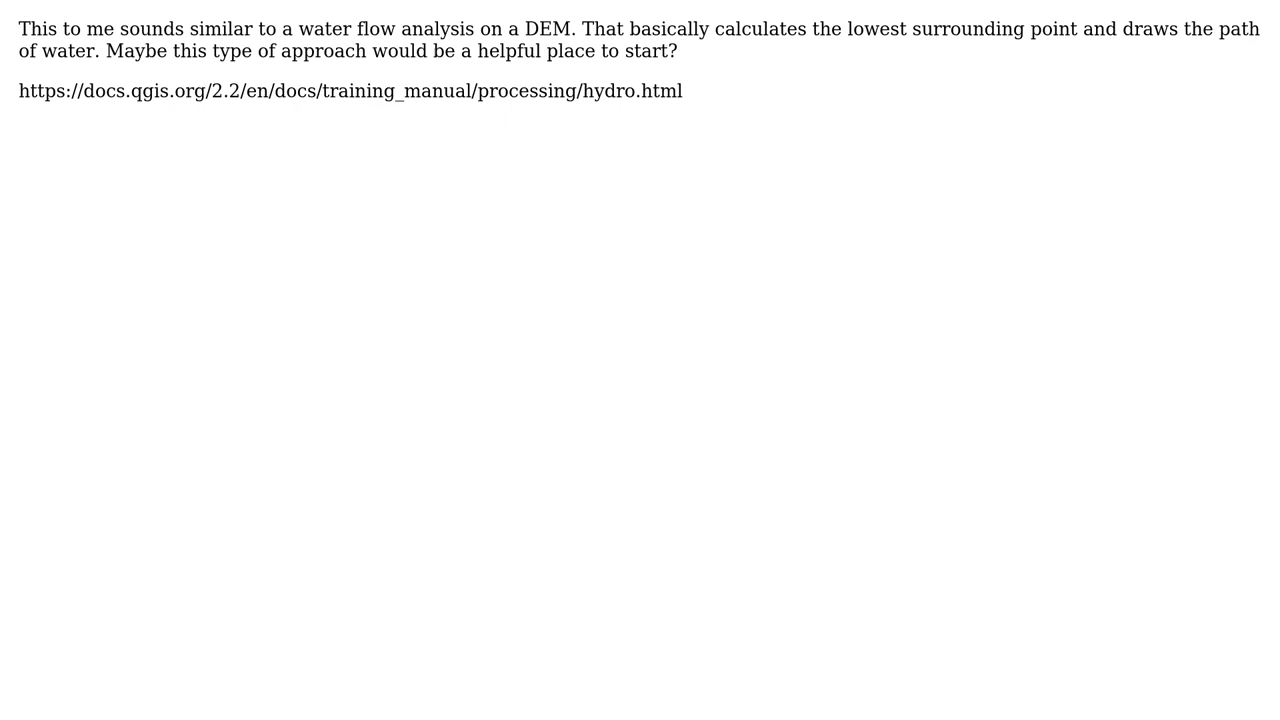 This to me sounds similar to a water flow analysis on a DEM. That basically calculates the lowest surrounding point and draws the path
of water. Maybe this type of approach would be a helpful place to start?
https://docs.qgis.org/2.2/en/docs/training_manual/processing/hydro.html